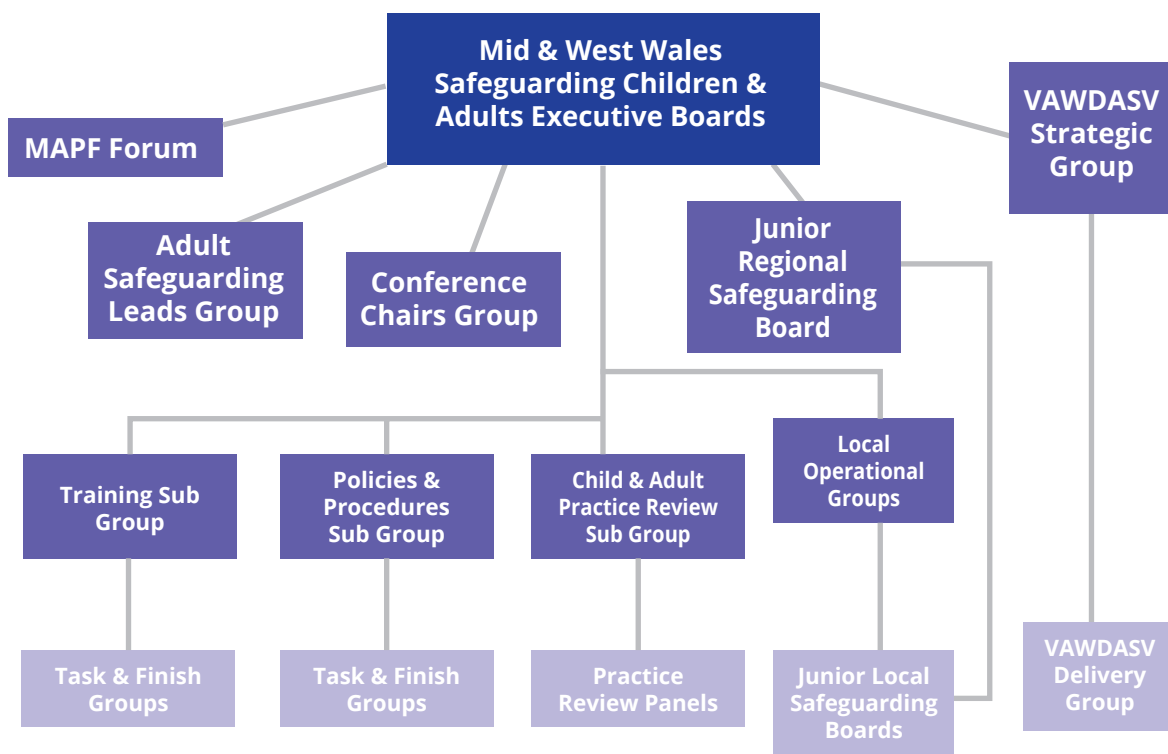 Mid & West Wales
Safeguarding Children &
Adults Executive Boards
MAPF Forum
VAWDASV
Strategic
Group
Adult
Safeguarding
Leads Group
Conference
Chairs Group
Junior
Regional
Safeguarding
Board
Training Sub
Group
Policies &
Procedures
Sub Group
Child & Adult
Practice Review
Sub Group
Local
Operational
Groups
Task & Finish
Groups
Task & Finish
Groups
Practice
Review Panels
Junior Local
Safeguarding
Boards
VAWDASV
Delivery
Group